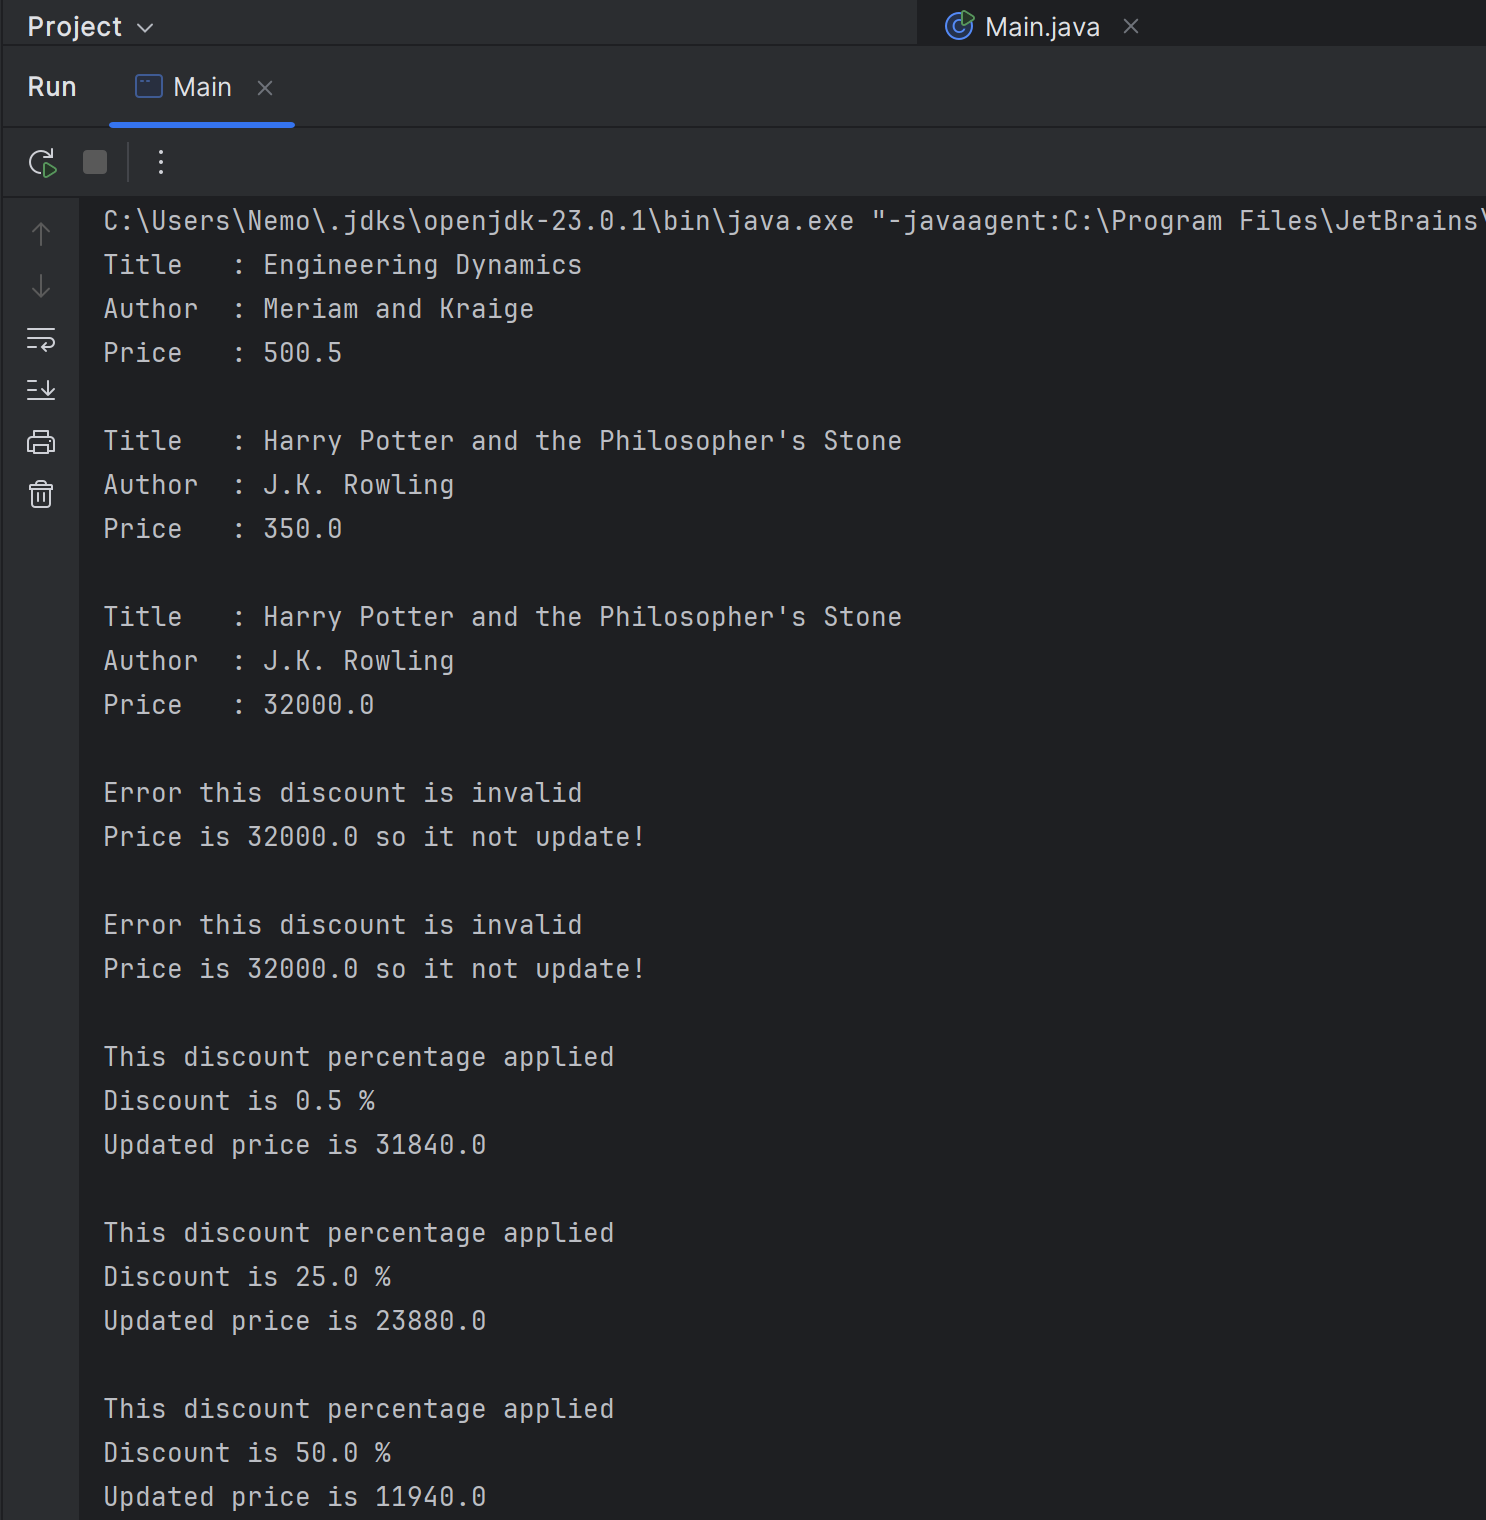 Project
Main.java
Run
Main
C:\Users\Nemo\.jdks\openjdk-23.0.1\bin\java.exe "-javaagent:C:\Program Files\JetBrains\
Title   : Engineering Dynamics
Author  : Meriam and Kraige
Price   : 500.5
Title   : Harry Potter and the Philosopher's Stone
Author  : J.K. Rowling
Price   : 350.0
Title   : Harry Potter and the Philosopher's Stone
Author  : J.K. Rowling
Price   : 32000.0
Error this discount is invalid
Price is 32000.0 so it not update!
Error this discount is invalid
Price is 32000.0 so it not update!
This discount percentage applied
Discount is 0.5 %
Updated price is 31840.0
This discount percentage applied
Discount is 25.0 %
Updated price is 23880.0
This discount percentage applied
Discount is 50.0 %
Updated price is 11940.0